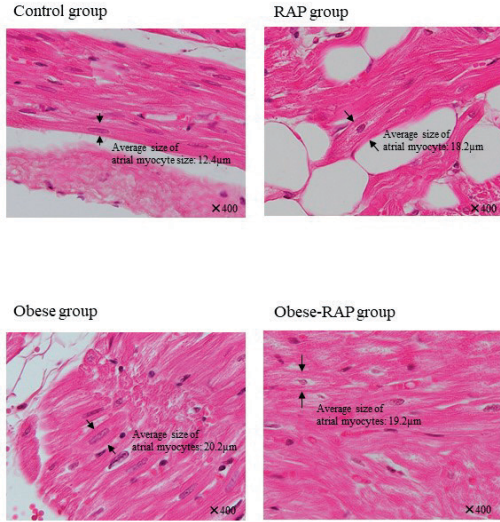 Control group
RAP group
Average size of
atrial myocyte size: 12.4μm
×400
Average size of
atrial myocyte: 18.2μm
×400
Obese group
Obese-RAP group
Average size of
atrial myocytes: 20.2μm
×400
Average size of
atrial myocytes: 19.2μm
×400